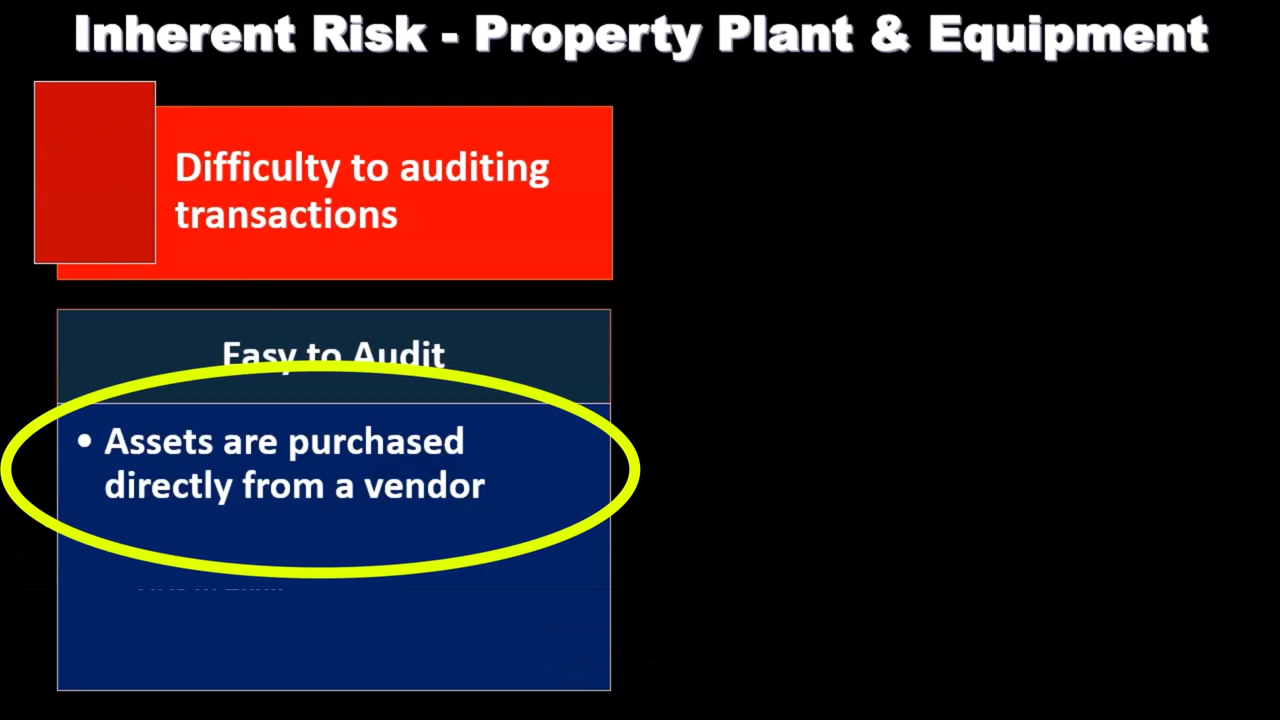 Inherent Risk - Property Plant & Equipment
Difficulty to auditing
transactions
Easy to Audit
• Assets are purchased
directly from a vendor